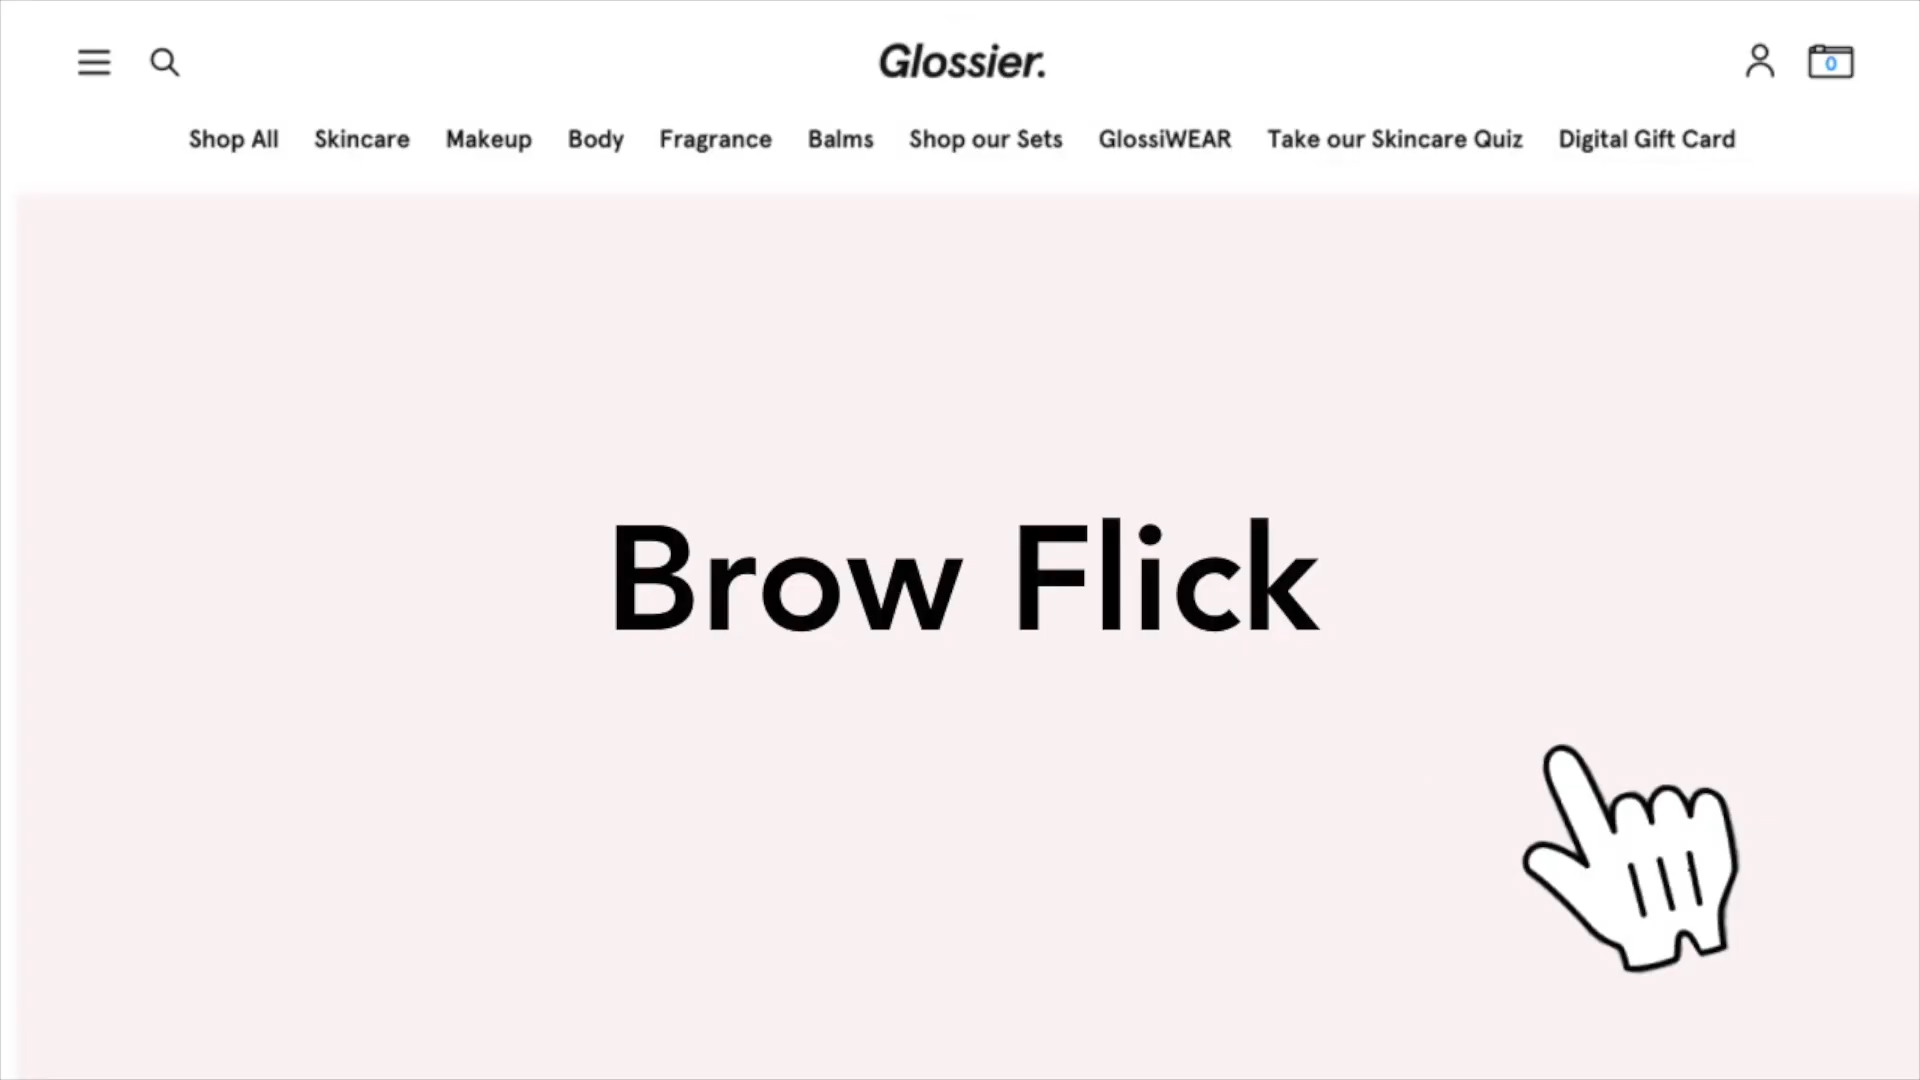 Glossier.
0
Shop All Skincare Makeup Body Fragrance Balms Shop our Sets GlossiWEAR Take our Skincare Quiz Digital Gift Card
Brow Flick